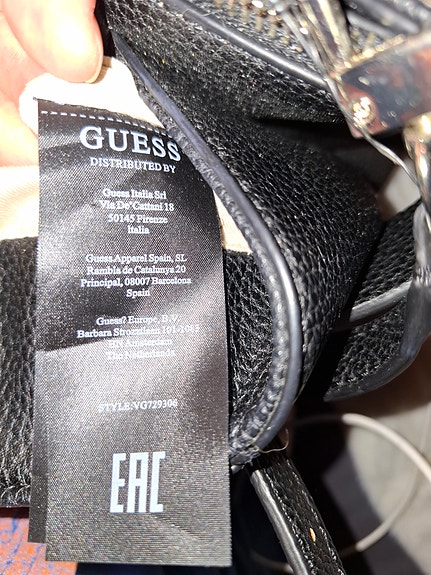 GUESS
DISTRIBUTED BY
Guess Italia Srl
Via De'Cattani 18
50145 Firenze
Italia
Guess Apparel Spain, SL
Rambla de Catalunya 20
Principal, 08007 Barcelona
Spain
Guess? Europe, B.V.
Barbara Strozzilaan 101-1083
HN Amsterdam
The Netherlands
STYLE:VG729306
EAC